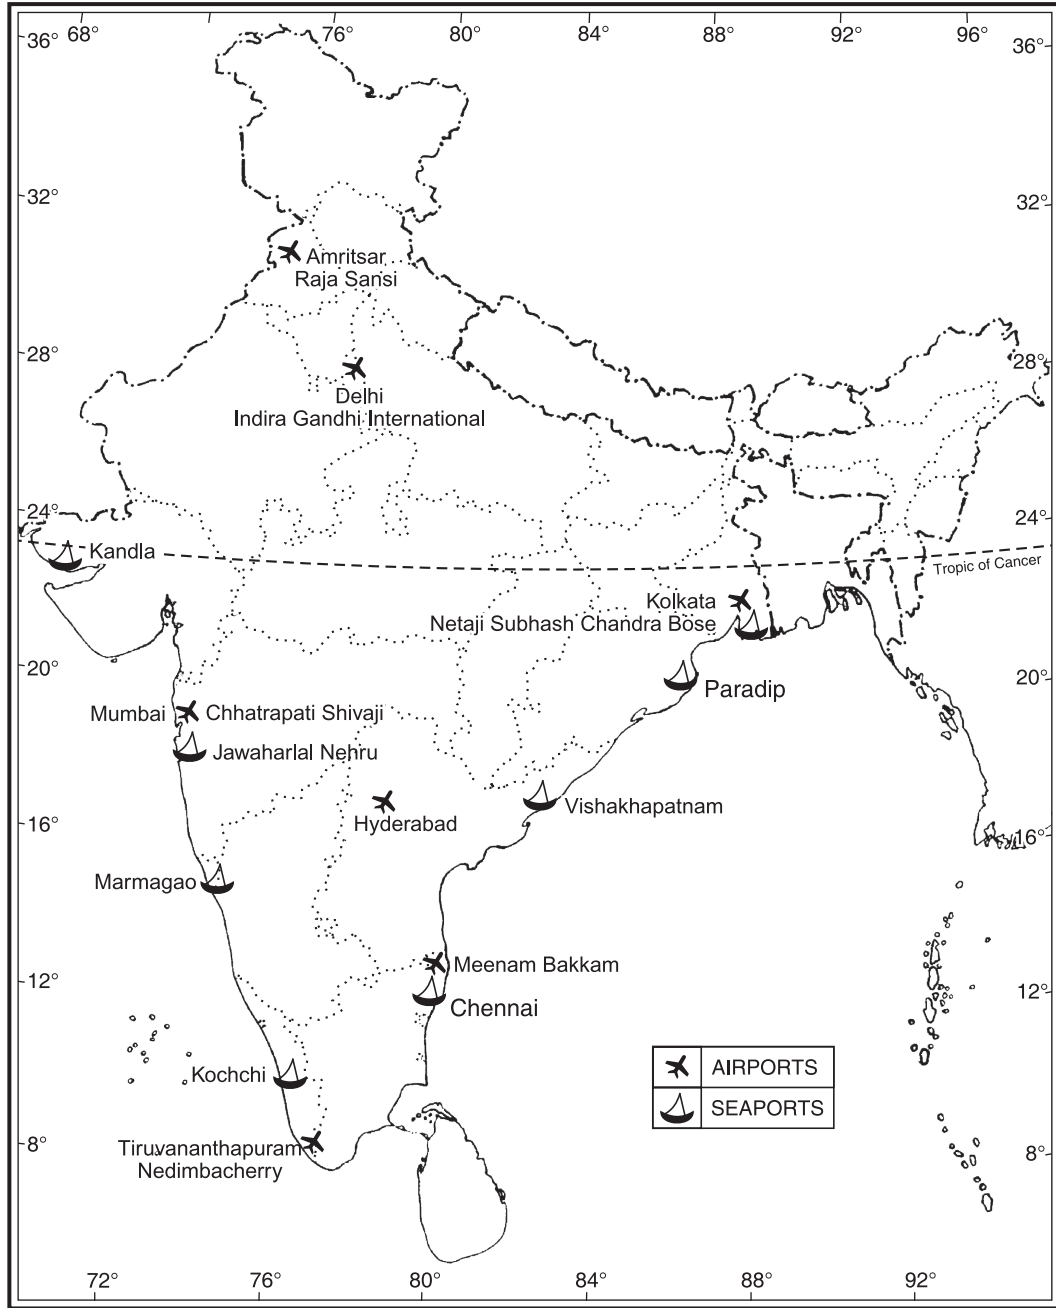 68° 76° 80° 84° 88° 92° 96°
36° 36°
32° 32°
Amritsar
Raja Sansi
28° 28°
Delhi
Indira Gandhi International
24° 24°
Kandla
Tropic of Cancer
Kolkata
Netaji Subhash Chandra Bose
20° 20°
Paradip
Mumbai Chhatrapati Shivaji
Jawaharlal Nehru
Vishakhapatnam
Hyderabad
16° 16°
Marmagao
Meenam Bakkam
12° 12°
Chennai
Kochchi
AIRPORTS
SEAPORTS
8° 8°
Tiruvananthapuram
Nedimbacherry
72° 76° 80° 84° 88° 92°